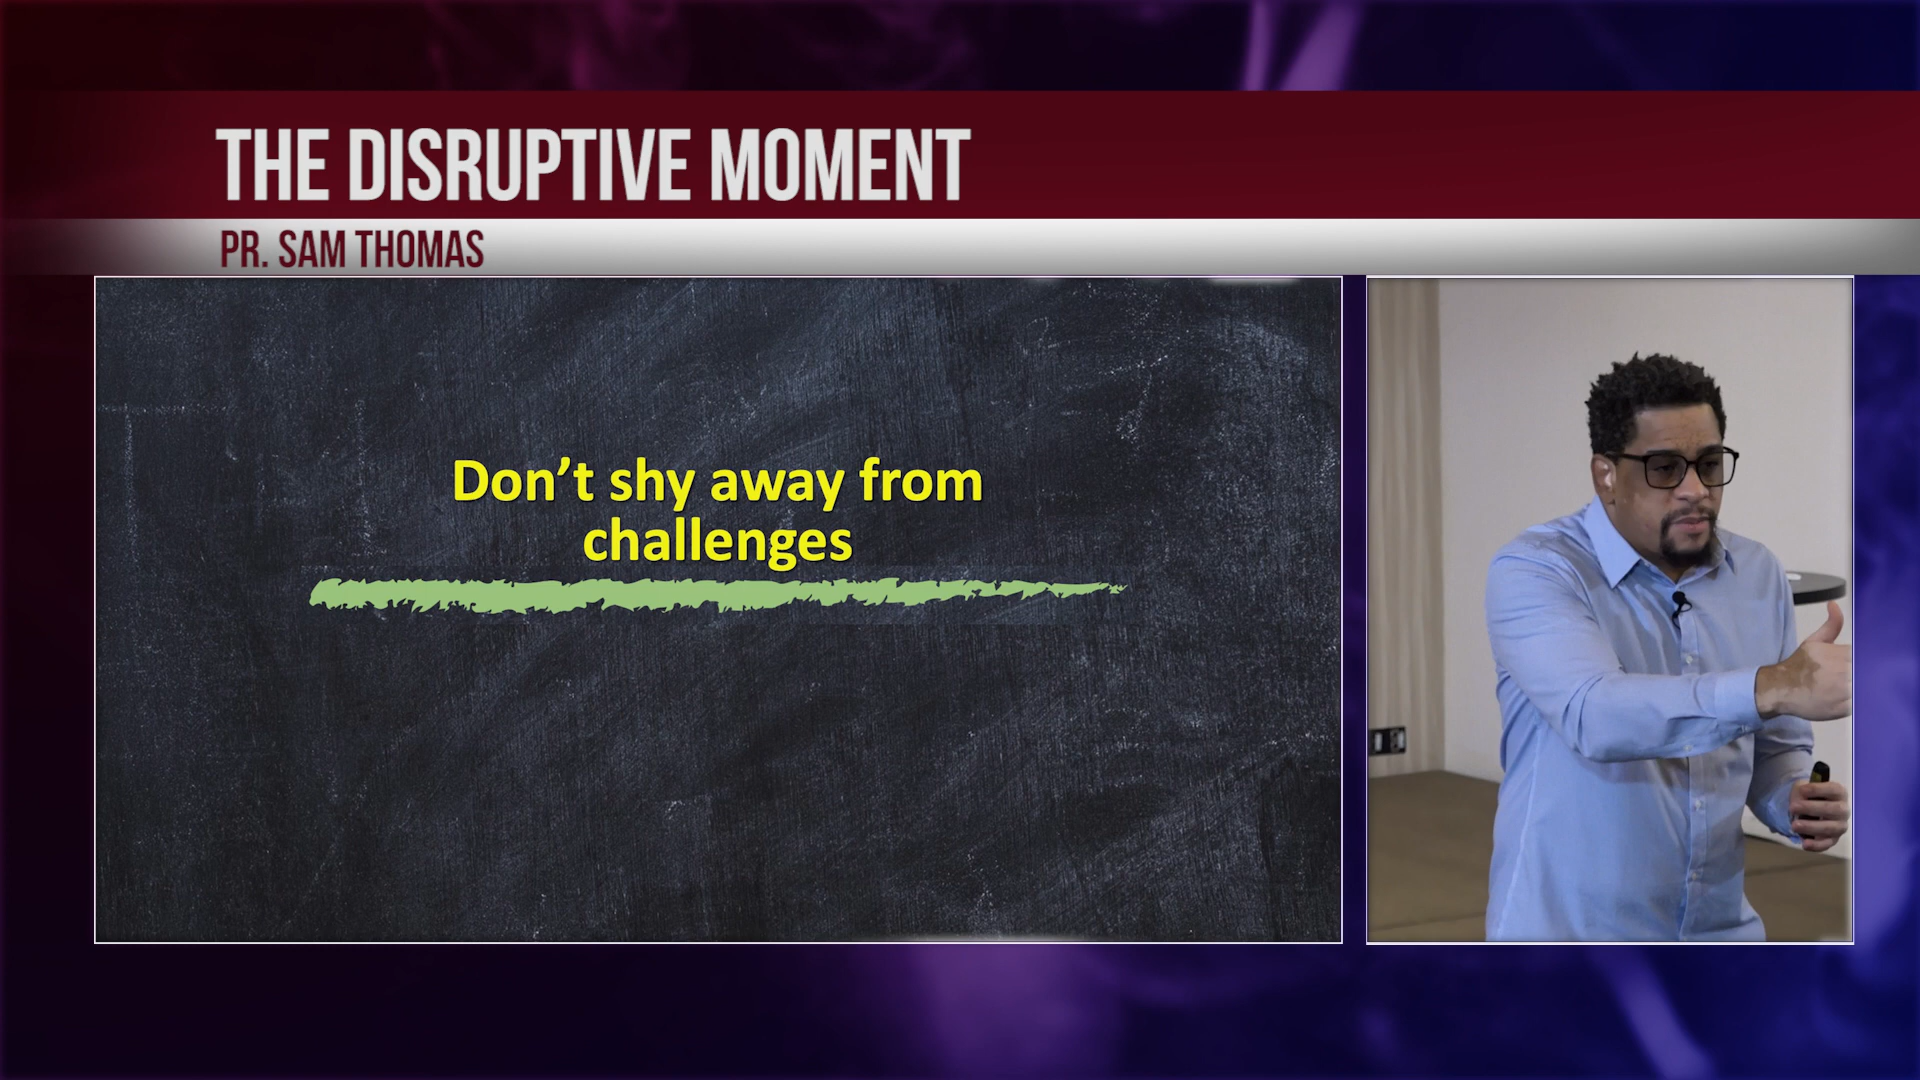 THE DISRUPTIVE MOMENT
PR. SAM THOMAS
Don’t shy away from
challenges